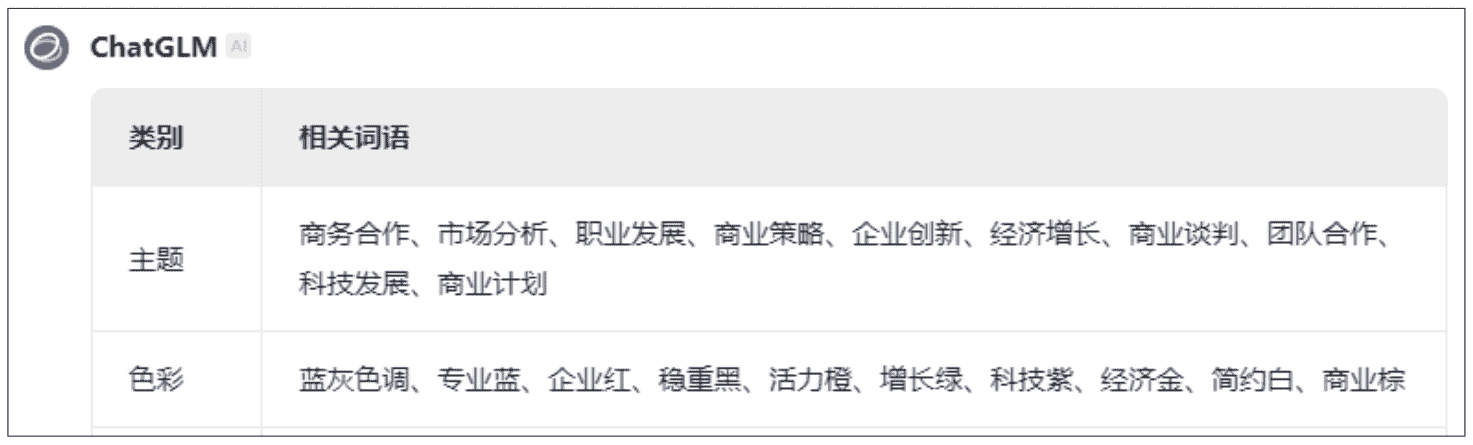 ChatGLM AI
类别 相关词语
主题 商务合作、市场分析、职业发展、商业策略、企业创新、经济增长、商业谈判、团队合作、
科技发展、商业计划
色彩 蓝灰色调、专业蓝、企业红、稳重黑、活力橙、增长绿、科技紫、经济金、简约白、商业棕